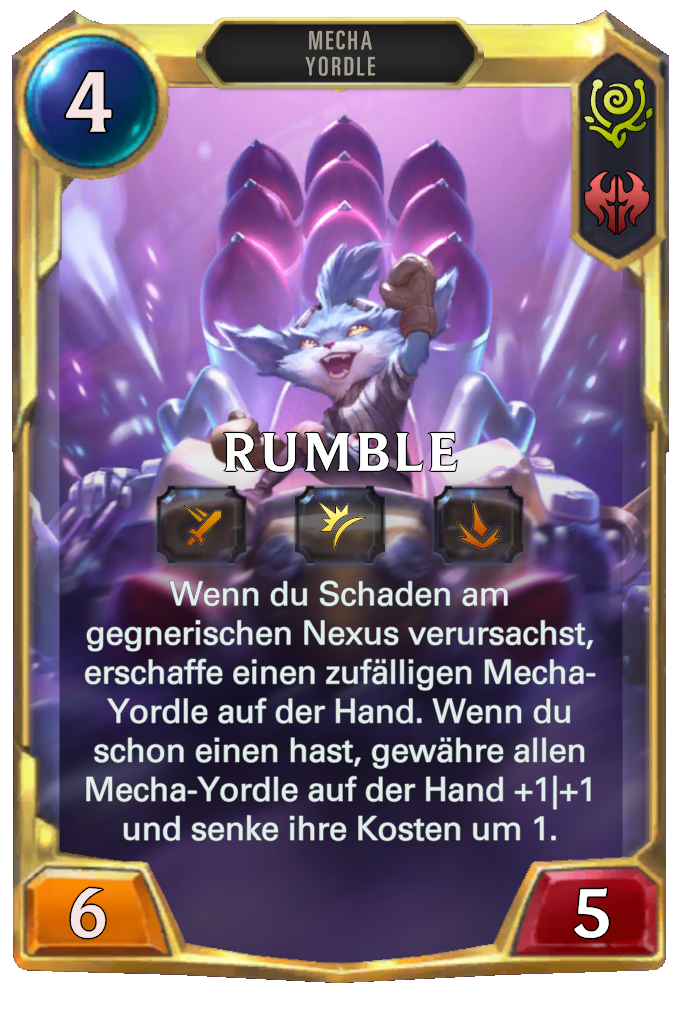 MECHA
YORDLE
4
RUMBLE
Wenn du Schaden am
gegnerischen Nexus verursachst,
erschaffe einen zufälligen Mecha-
Yordle auf der Hand. Wenn du
schon einen hast, gewähre allen
Mecha-Yordle auf der Hand +1|+1
und senke ihre Kosten um 1.
6
5